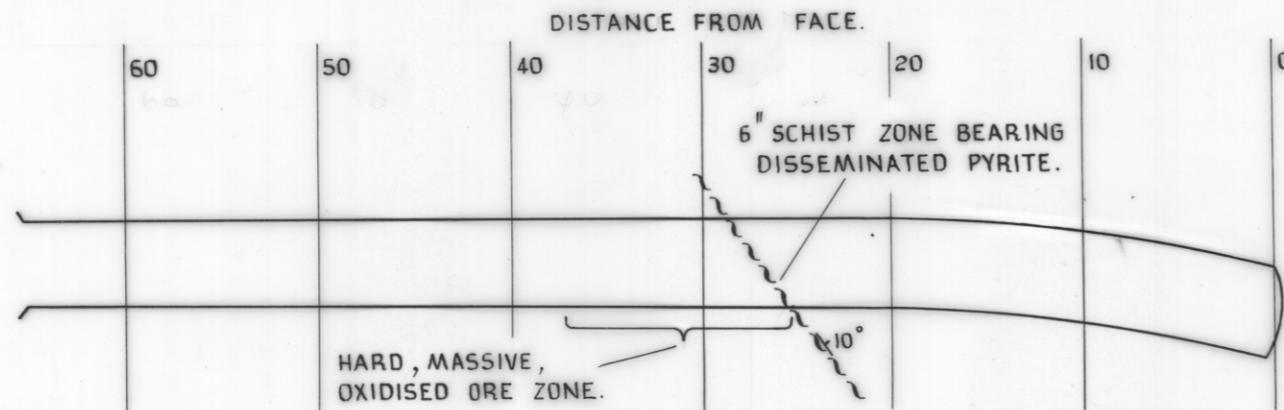 DISTANCE FROM FACE.
60
50
40
30
20
10
0
6" SCHIST ZONE BEARING
DISSEMINATED PYRITE.
10°
HARD, MASSIVE,
OXIDISED ORE ZONE.